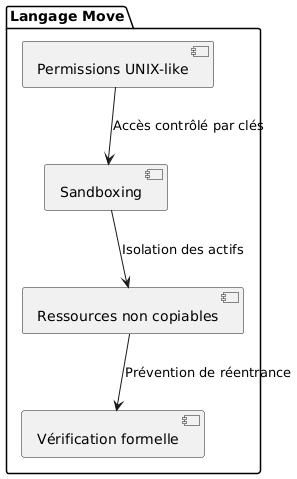 Langage Move
Permissions UNIX-like
Accès contrôlé par clés
Sandboxing
Isolation des actifs
Ressources non copiables
Prévention de réentrance
Vérification formelle